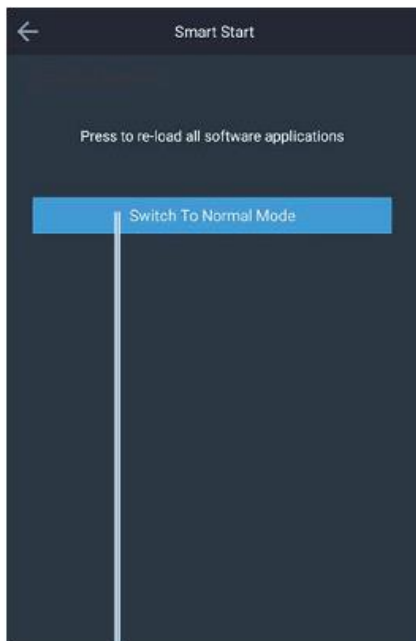 Smart Start
Press to re-load all software applications
Switch To Normal Mode